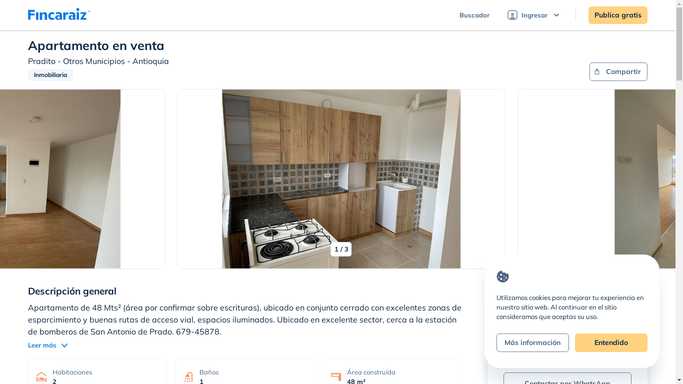 Fincaraiz
Buscador
Ingresar
Publica gratis
Apartamento en venta
Pradito - Otros Municipios - Antioquia
Inmobiliaria
Compartir
1 / 3
Descripción general
Apartamento de 48 Mts² (área por confirmar sobre escrituras), ubicado en conjunto cerrado con excelentes zonas de
esparcimiento y buenas rutas de acceso vial, espacios iluminados. Ubicado en excelente sector, cerca a la estación
de bomberos de San Antonio de Prado. 679-45878.
Leer más
Habitaciones
2
Baños
1
Área construida
48 m²
Utilizamos cookies para mejorar tu experiencia en
nuestro sitio web. Al continuar en el sitio
consideramos que aceptas su uso.
Más información
Entendido
Contactar por WhatsApp